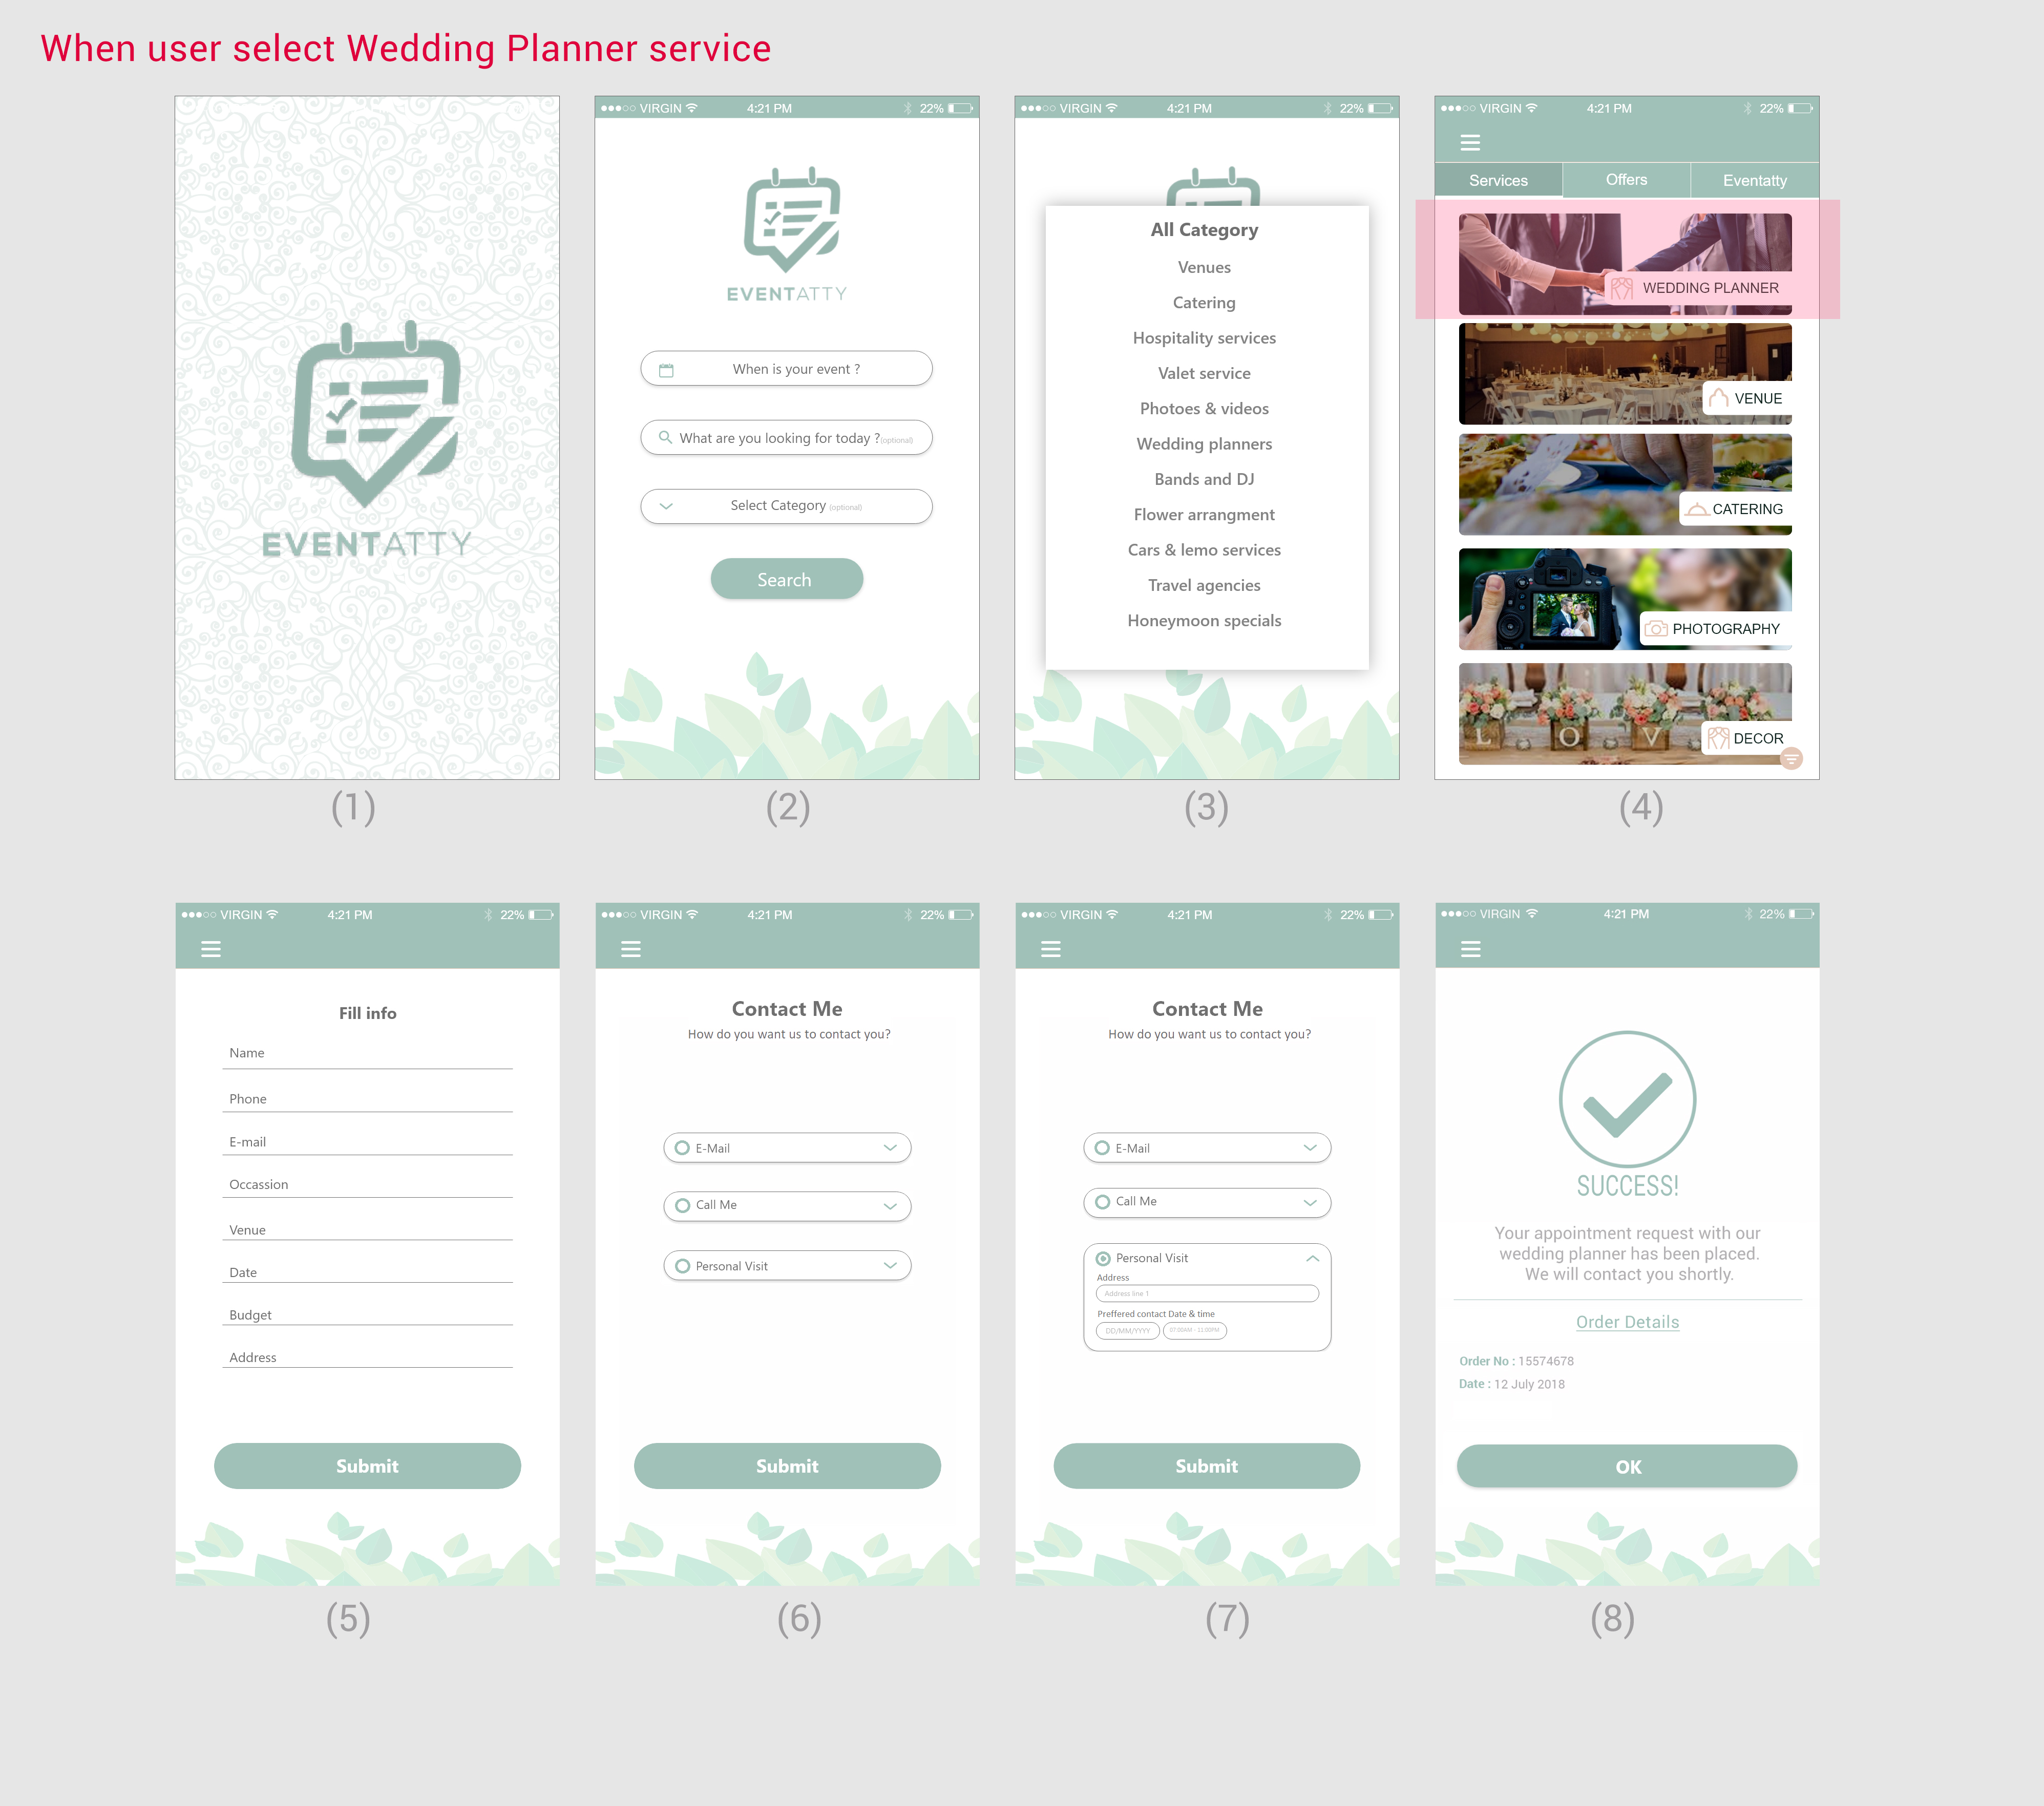 When user select Wedding Planner service
EVENTATTY
(1)
VIRGIN 4:21 PM 22%
EVENTATTY
When is your event ?
What are you looking for today ?(optional)
Select Category (optional)
Search
(2)
VIRGIN 4:21 PM 22%
All Category
Venues
Catering
Hospitality services
Valet service
Photoes & videos
Wedding planners
Bands and DJ
Flower arrangment
Cars & lemo services
Travel agencies
Honeymoon specials
(3)
VIRGIN 4:21 PM 22%
Services Offers Eventatty
WEDDING PLANNER
VENUE
CATERING
PHOTOGRAPHY
L O V
DECOR
(4)
VIRGIN 4:21 PM 22%
Fill info
Name
Phone
E-mail
Occassion
Venue
Date
Budget
Address
Submit
(5)
VIRGIN 4:21 PM 22%
Contact Me
How do you want us to contact you?
E-Mail
Call Me
Personal Visit
Submit
(6)
VIRGIN 4:21 PM 22%
Contact Me
How do you want us to contact you?
E-Mail
Call Me
Personal Visit
Address
Address line 1
Preffered contact Date & time
DD/MM/YYYY 07:00AM - 11:00PM
Submit
(7)
VIRGIN 4:21 PM 22%
SUCCESS!
Your appointment request with our
wedding planner has been placed.
We will contact you shortly.
Order Details
Order No : 15574678
Date : 12 July 2018
OK
(8)